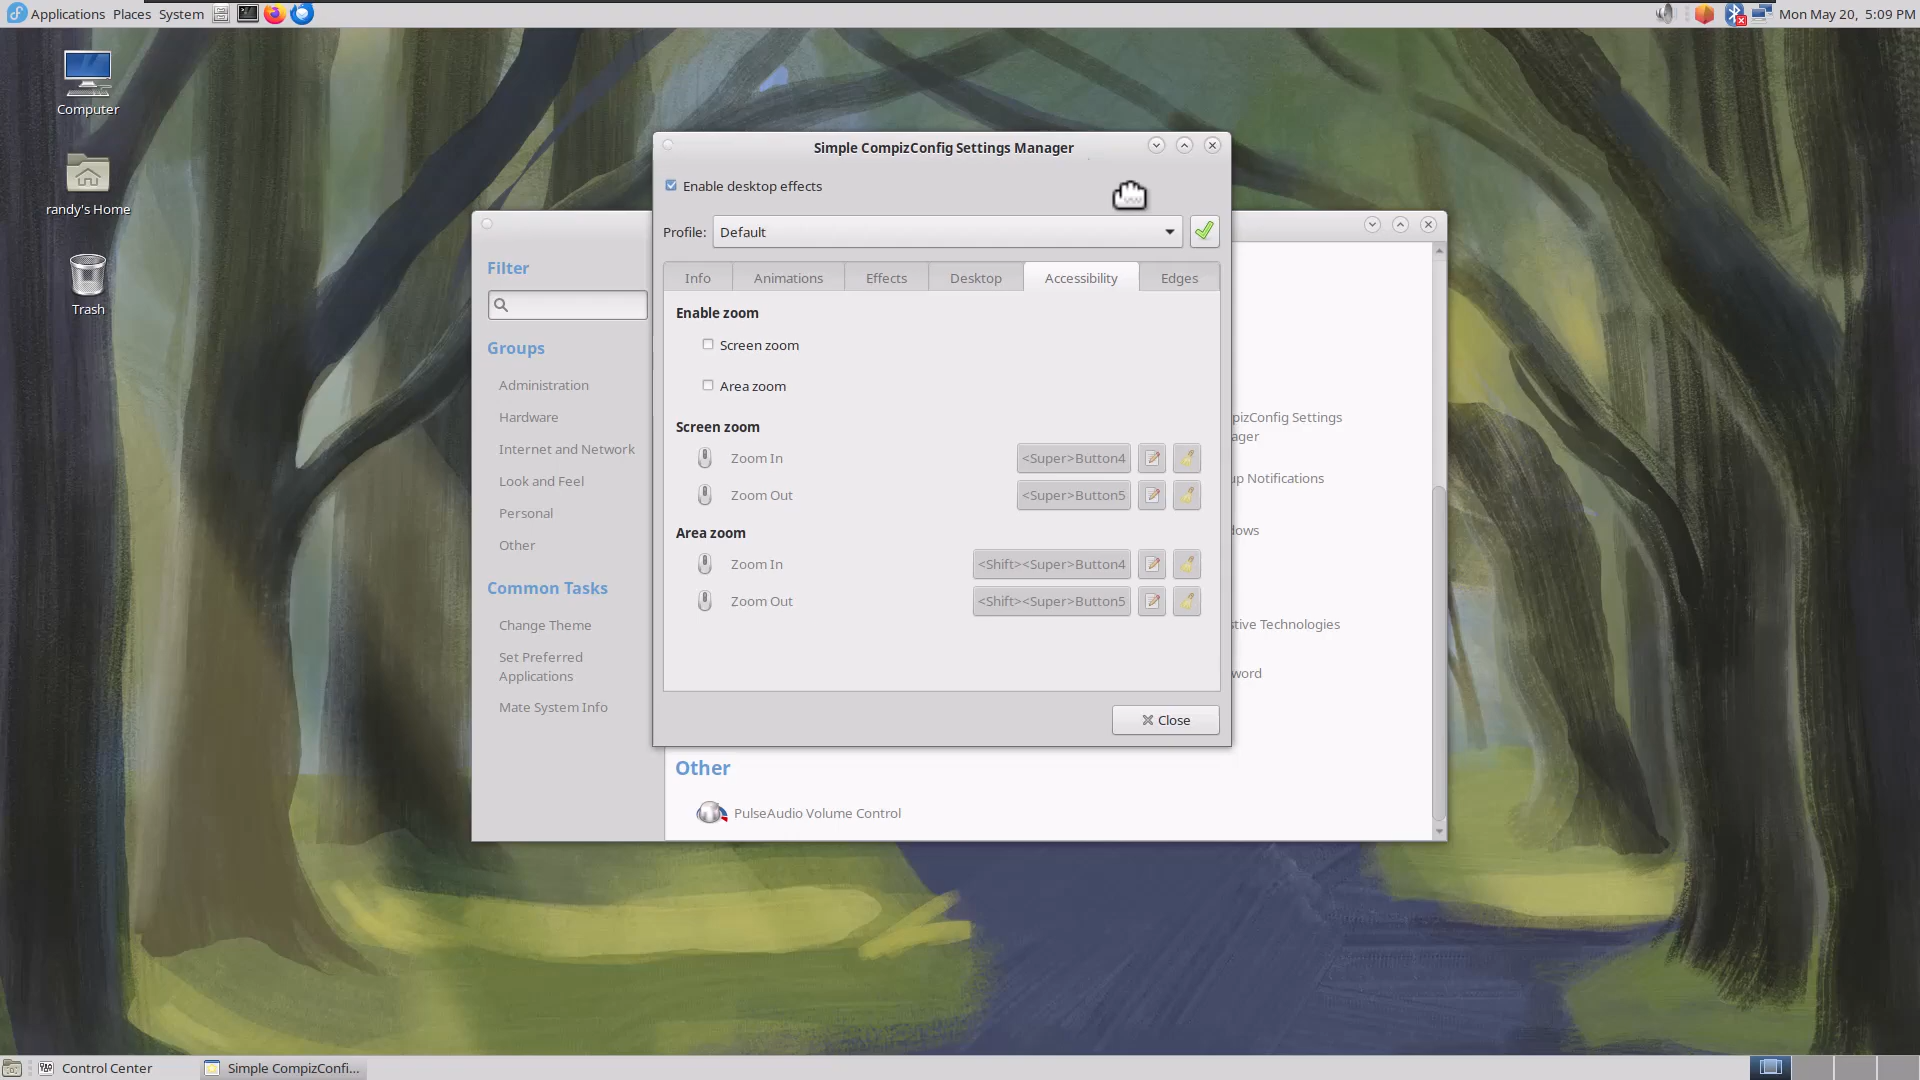 Applications Places System
Mon May 20, 5:09 PM
Computer
randy's Home
Trash
Simple CompizConfig Settings Manager
Enable desktop effects
Profile: Default
Info Animations Effects Desktop Accessibility Edges
Enable zoom
Screen zoom
Area zoom
Screen zoom
Zoom In <Super>Button4
Zoom Out <Super>Button5
Area zoom
Zoom In <Shift><Super>Button4
Zoom Out <Shift><Super>Button5
Close
Filter
Groups
Administration
Hardware
Internet and Network
Look and Feel
Personal
Other
Common Tasks
Change Theme
Set Preferred
Applications
Mate System Info
pizConfig Settings
ager
up Notifications
dows
stive Technologies
word
Other
PulseAudio Volume Control
Control Center
Simple CompizConfi...